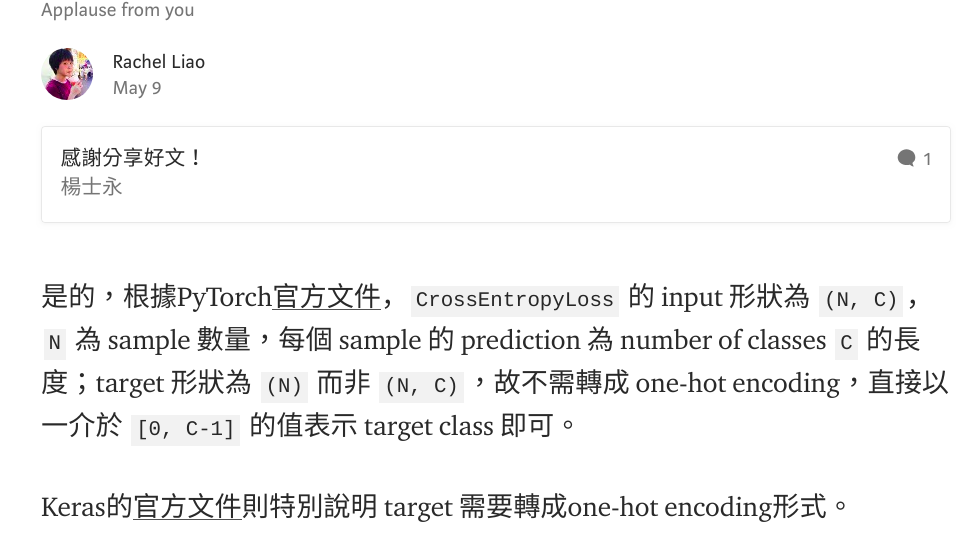 Applause from you
Rachel Liao
May 9
感謝分享好文！
1
楊士永
是的，根據PyTorch官方文件， CrossEntropyLoss 的 input 形狀為 (N, C)，
N 為 sample 數量，每個 sample 的 prediction 為 number of classes C 的長
度；target 形狀為 (N) 而非 (N, C) ，故不需轉成 one-hot encoding，直接以
一介於 [0, C-1] 的值表示 target class 即可。
Keras的官方文件則特別說明 target 需要轉成one-hot encoding形式。